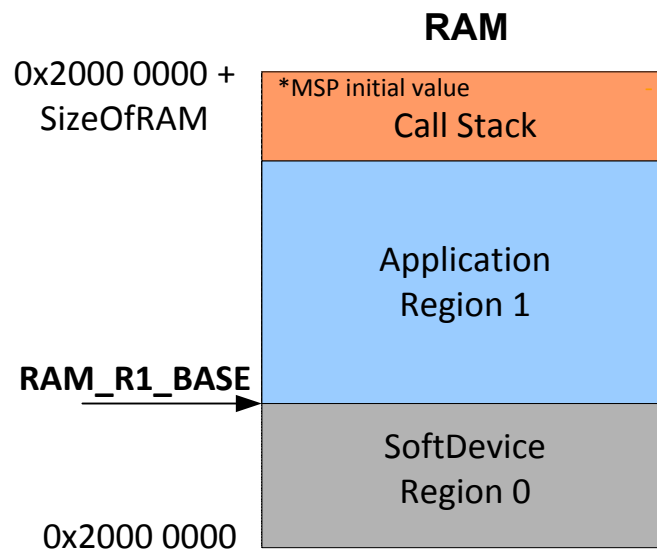 RAM
0x2000 0000 +
SizeOfRAM
*MSP initial value
Call Stack
Application
Region 1
RAM_R1_BASE
SoftDevice
Region 0
0x2000 0000